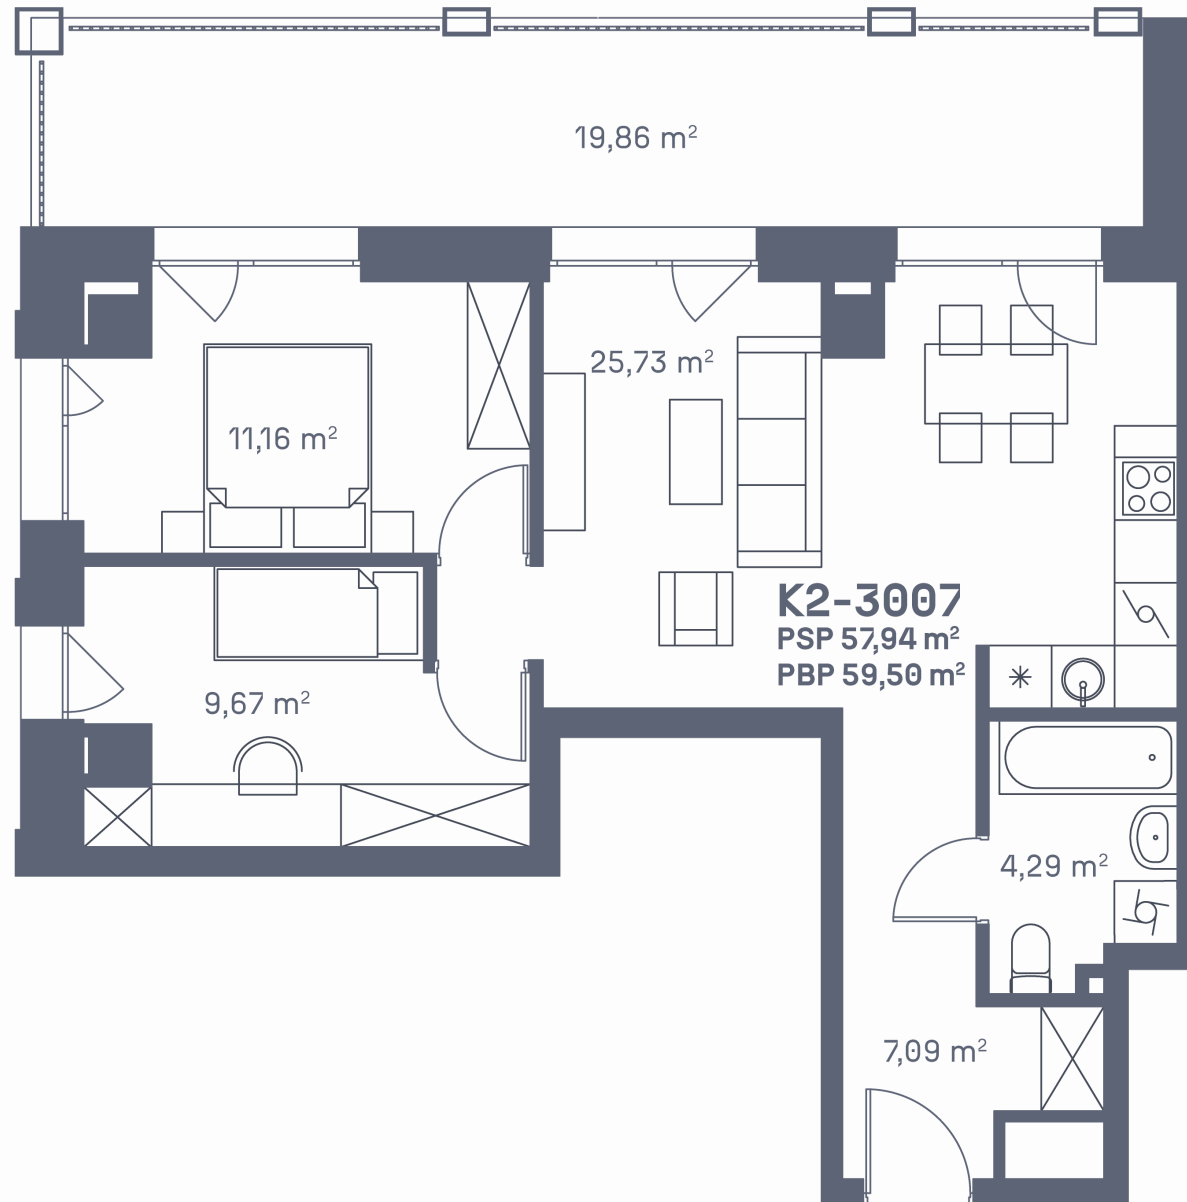 19,86 m²
25,73 m²
11,16 m²
K2-3007
PSP 57,94 m²
PBP 59,50 m²
9,67 m²
4,29 m²
7,09 m²